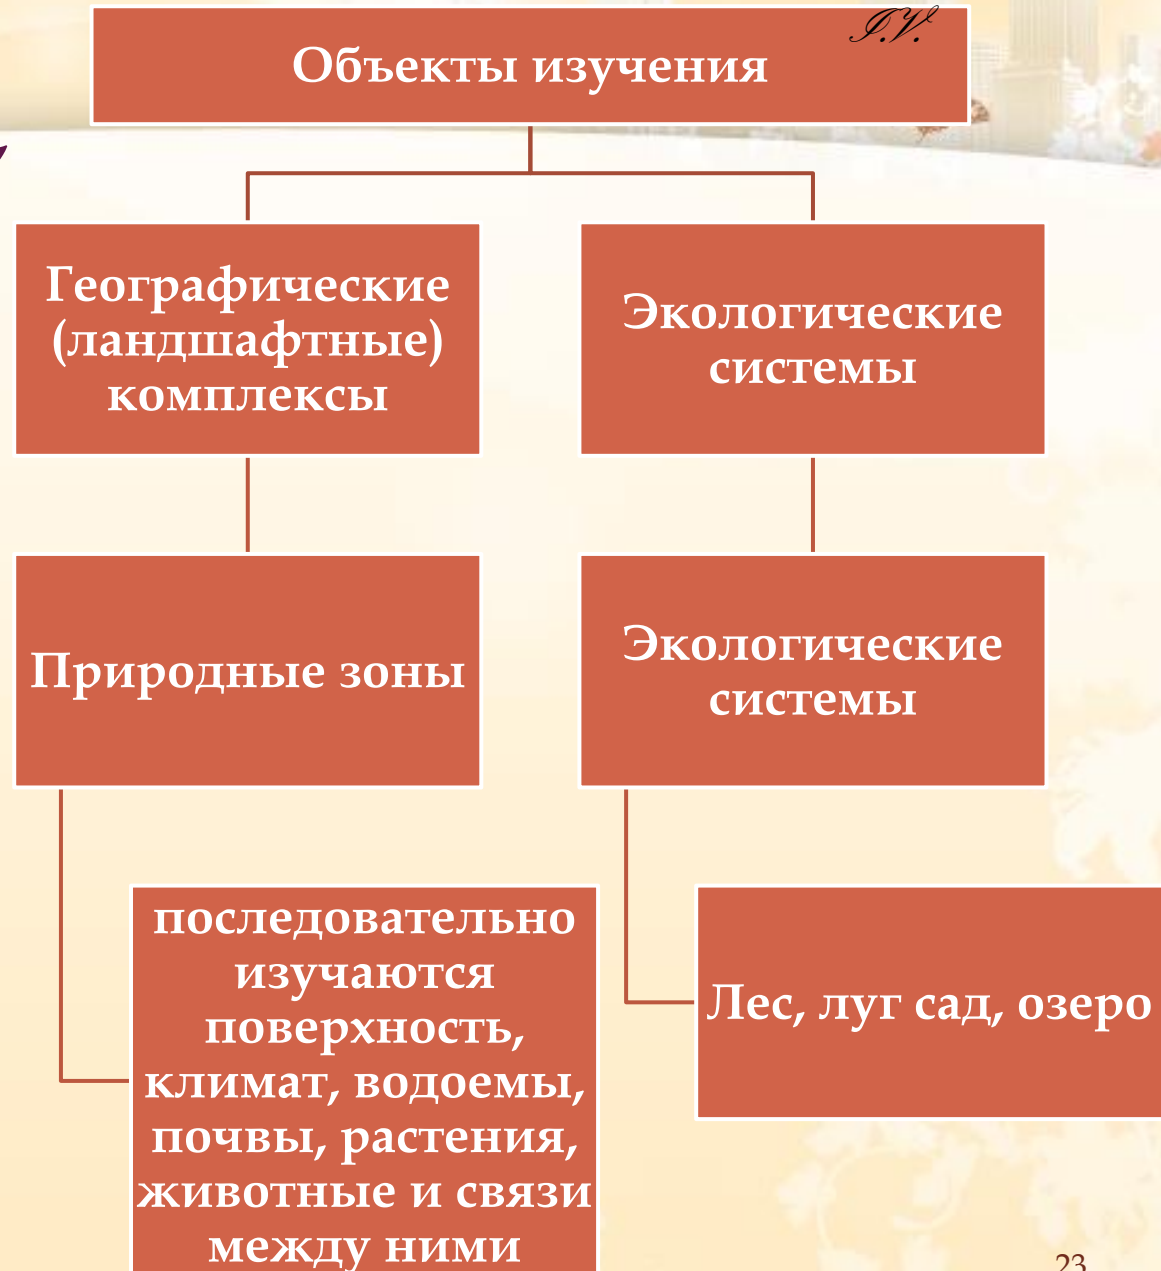 I.V.
Объекты изучения
Географические
(ландшафтные)
комплексы
Экологические
системы
Природные зоны
Экологические
системы
последовательно
изучаются
поверхность,
климат, водоемы,
почвы, растения,
животные и связи
между ними
Лес, луг сад, озеро
23